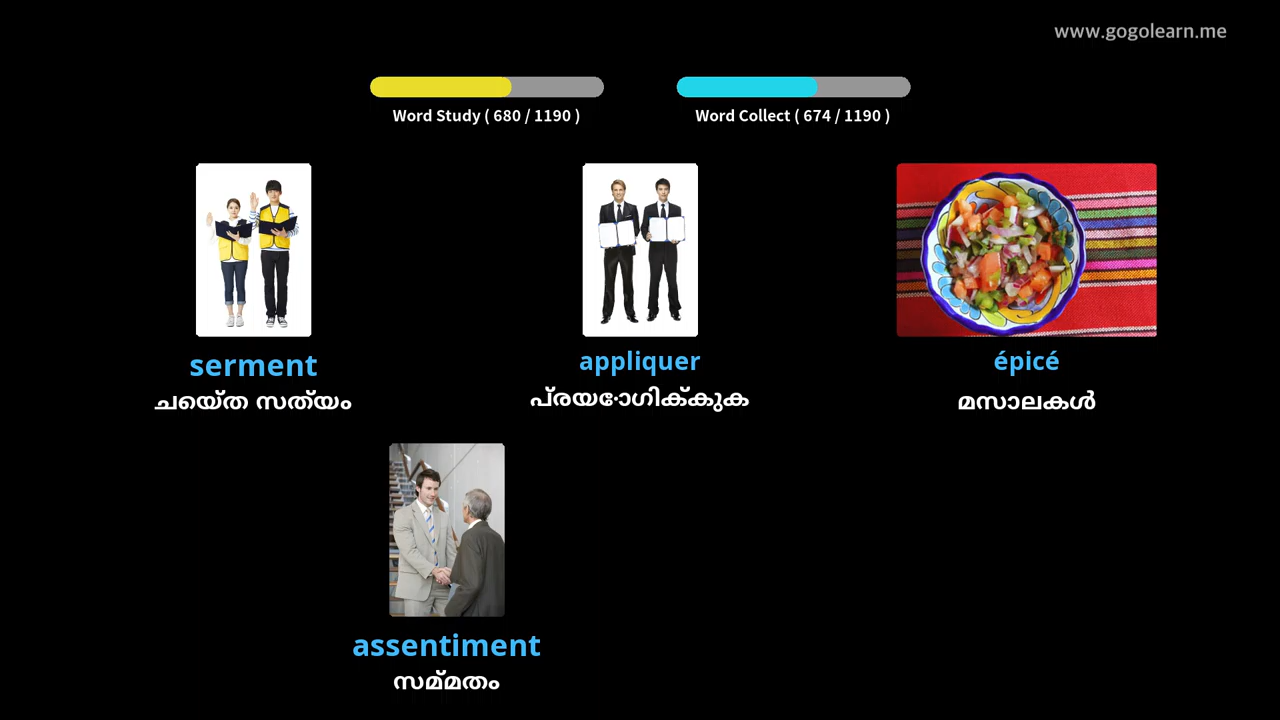 www.gogolearn.me
Word Study ( 680 / 1190 )
Word Collect ( 674 / 1190 )
serment
ചയ്ത സത്യം
appliquer
പ്രയോഗിക്കുക
épicé
മസാലകൾ
assentiment
സമ്മതം